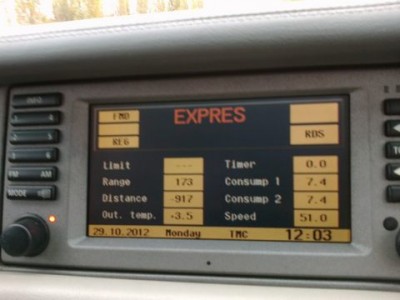 INFO
EXPRES
REG
RDS
FM AM
MODE
Limit ---
Timer 0.0
Range 173
Consump 1 7.4
Distance -917
Consump 2 7.4
Out. temp. +3.5
Speed 51.0
29.10.2012 Monday TMC 12:03